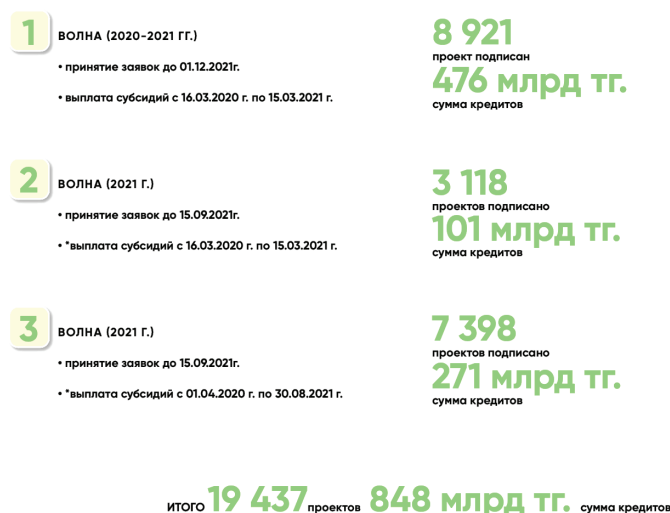 1
ВОЛНА (2020-2021 ГГ.)
• принятие заявок до 01.12.2021г.
• выплата субсидий с 16.03.2020 г. по 15.03.2021 г.
8 921
проект подписан
476 млрд тг.
сумма кредитов
2
ВОЛНА (2021 Г.)
• принятие заявок до 15.09.2021г.
• *выплата субсидий с 16.03.2020 г. по 15.03.2021 г.
3 118
проектов подписано
101 млрд тг.
сумма кредитов
3
ВОЛНА (2021 Г.)
• принятие заявок до 15.09.2021г.
• *выплата субсидий с 01.04.2020 г. по 30.08.2021 г.
7 398
проектов подписано
271 млрд тг.
сумма кредитов
ИТОГО 19 437 проектов 848 млрд тг. сумма кредитов